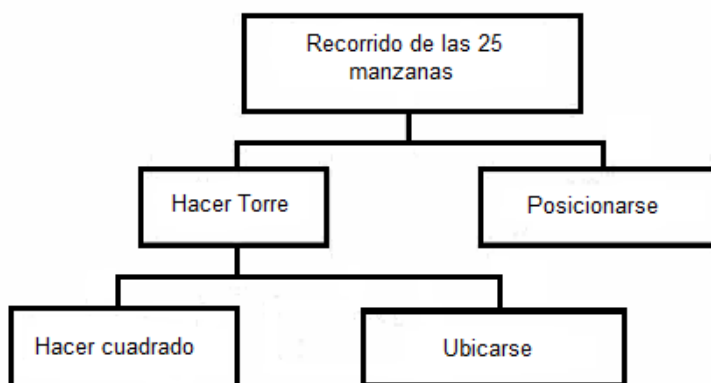 Recorrido de las 25
manzanas
Hacer Torre
Posicionarse
Hacer cuadrado
Ubicarse